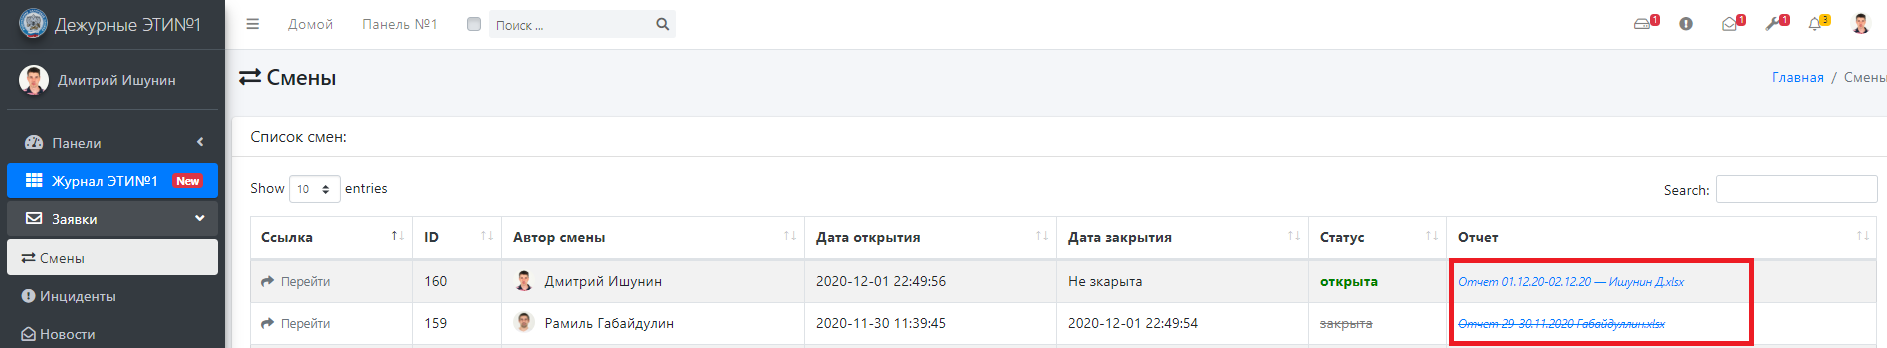 Дежурные ЭТИ№1
Домой Панель №1 Поиск ... 1 1 1 3
Дмитрий Ишунин
Смены
Главная / Смены
Список смен:
Панели
Журнал ЭТИ№1 New
Заявки
Смены
Инциденты
Новости
Show 10 entries
Search:
Ссылка ID Автор смены Дата открытия Дата закрытия Статус Отчет
Перейти 160 Дмитрий Ишунин 2020-12-01 22:49:56 Не зкарыта открыта Отчет 01.12.20-02.12.20 — Ишунин Д.xlsx
Перейти 159 Рамиль Габайдулин 2020-11-30 11:39:45 2020-12-01 22:49:54 закрыта Отчет 29-30.11.2020 Габайдуллин.xlsx